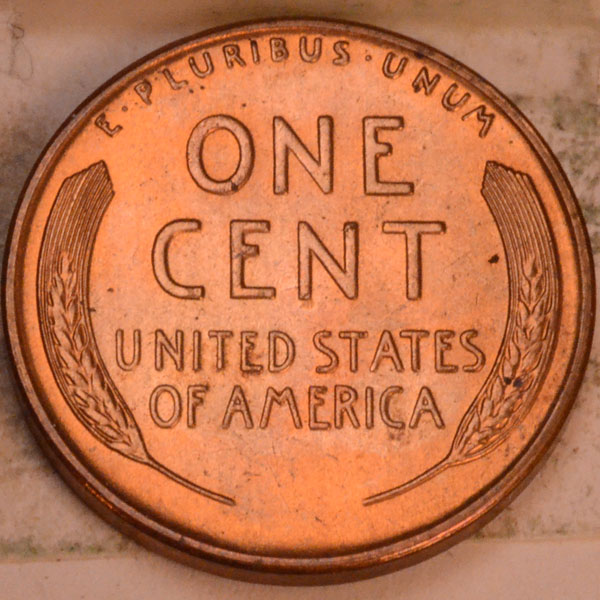 E · PLURIBUS · UNUM
ONE
CENT
UNITED STATES
OF AMERICA